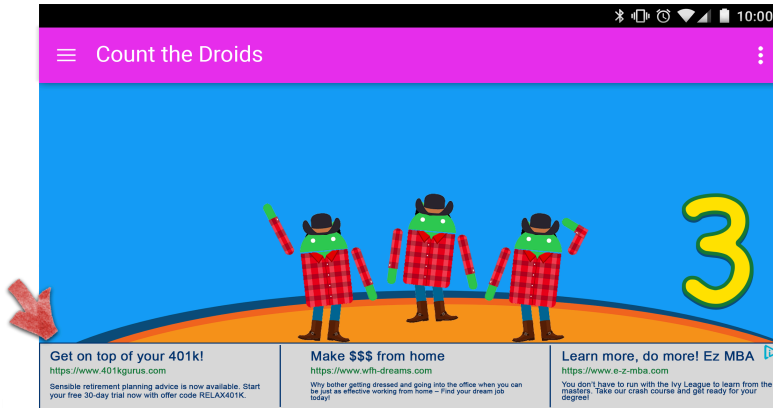 10:00
Count the Droids
3
Get on top of your 401k!
https://www.401kgurus.com
Sensible retirement planning advice is now available. Start
your free 30-day trial now with offer code RELAX401K.
Make $$$ from home
https://www.wfh-dreams.com
Why bother getting dressed and going into the office when you can
be just as effective working from home – Find your dream job
today!
Learn more, do more! Ez MBA
https://www.e-z-mba.com
You don't have to run with the Ivy League to learn from the
masters. Take our crash course and get ready for your
degree!